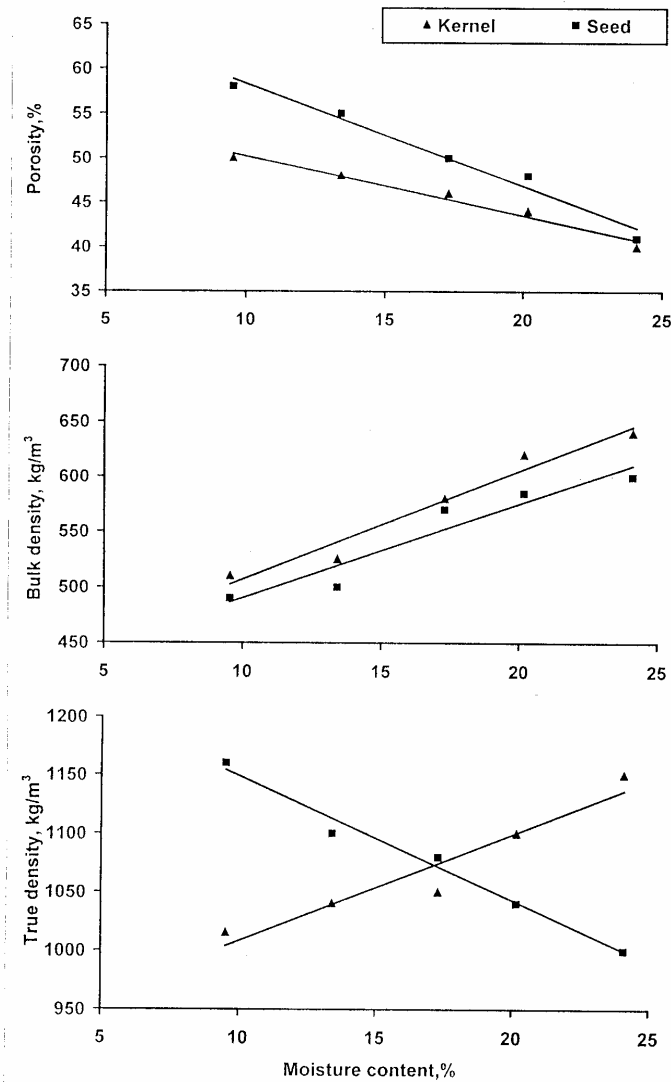 ▲ Kernel ■ Seed
Porosity,%
65
60
55
50
45
40
35
5 10 15 20 25
Bulk density, kg/m³
700
650
600
550
500
450
5 10 15 20 25
True density, kg/m³
1200
1150
1100
1050
1000
950
5 10 15 20 25
Moisture content,%